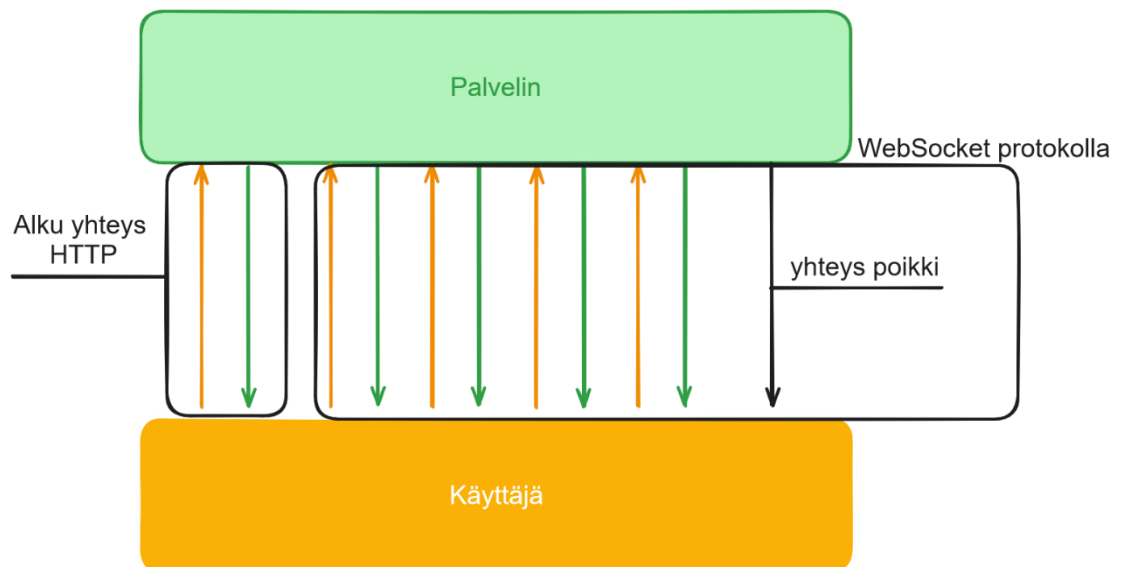 Palvelin
WebSocket protokolla
Alku yhteys
HTTP
yhteys poikki
Käyttäjä